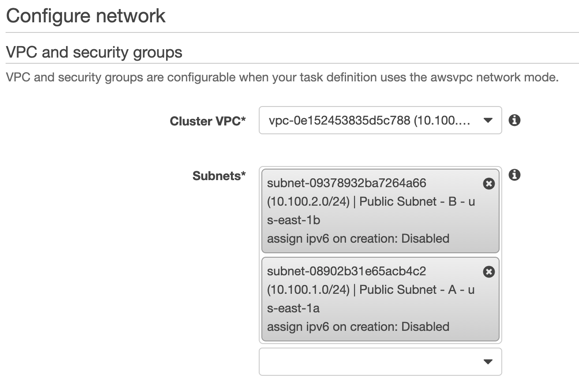 Configure network
VPC and security groups
VPC and security groups are configurable when your task definition uses the awsvpc network mode.
Cluster VPC* vpc-0e152453835d5c788 (10.100....
Subnets*
subnet-09378932ba7264a66
(10.100.2.0/24) | Public Subnet - B - u
s-east-1b
assign ipv6 on creation: Disabled
subnet-08902b31e65acb4c2
(10.100.1.0/24) | Public Subnet - A - u
s-east-1a
assign ipv6 on creation: Disabled